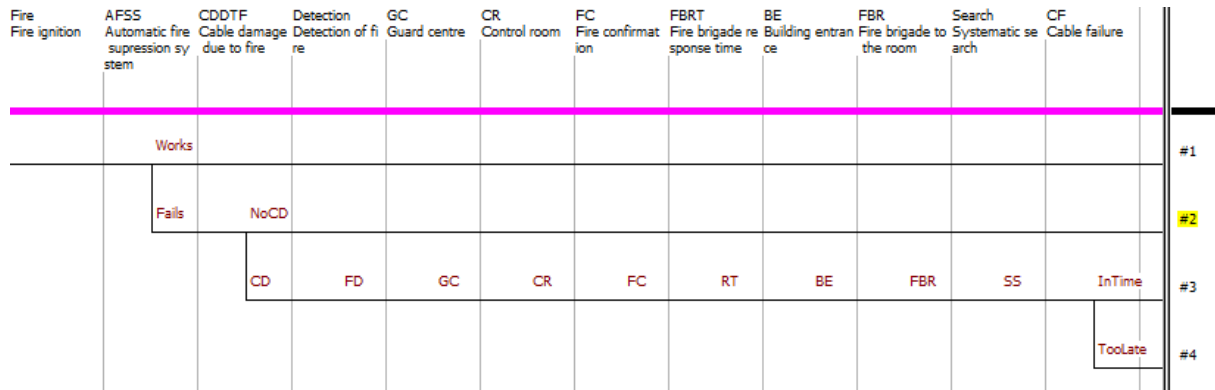 Fire AFSS CDDTF Detection GC CR FC FBRT BE FBR Search CF
Fire ignition Automatic fire Cable damage Detection of fi Guard centre Control room Fire confirmat Fire brigade re Building entran Fire brigade to Systematic se Cable failure
supression sy due to fire re ion sponse time ce the room arch
stem
Works
#1
Fails NoCD
#2
CD FD GC CR FC RT BE FBR SS InTime
#3
TooLate
#4